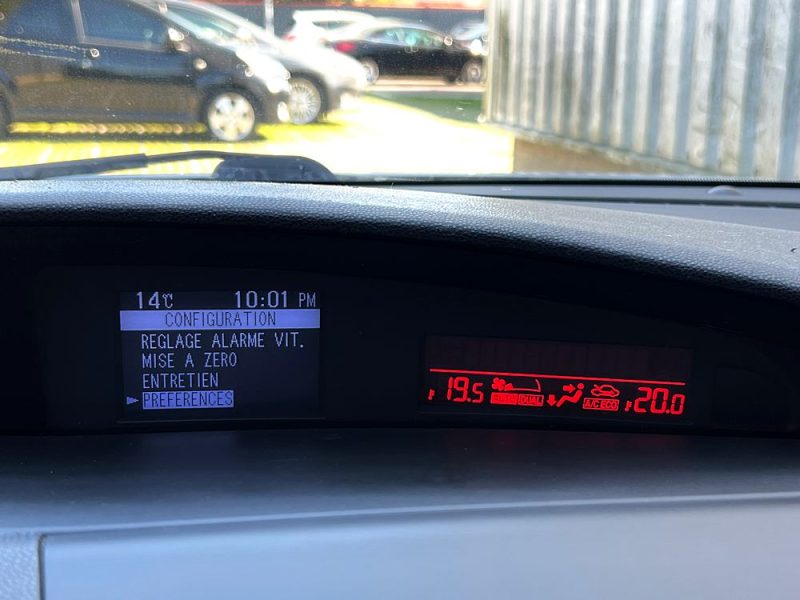 14℃ 10:01 PM
CONFIGURATION
REGLAGE ALARME VIT.
MISE A ZERO
ENTRETIEN
PREFERENCES
19.5 DUAL A/C ECO 20.0